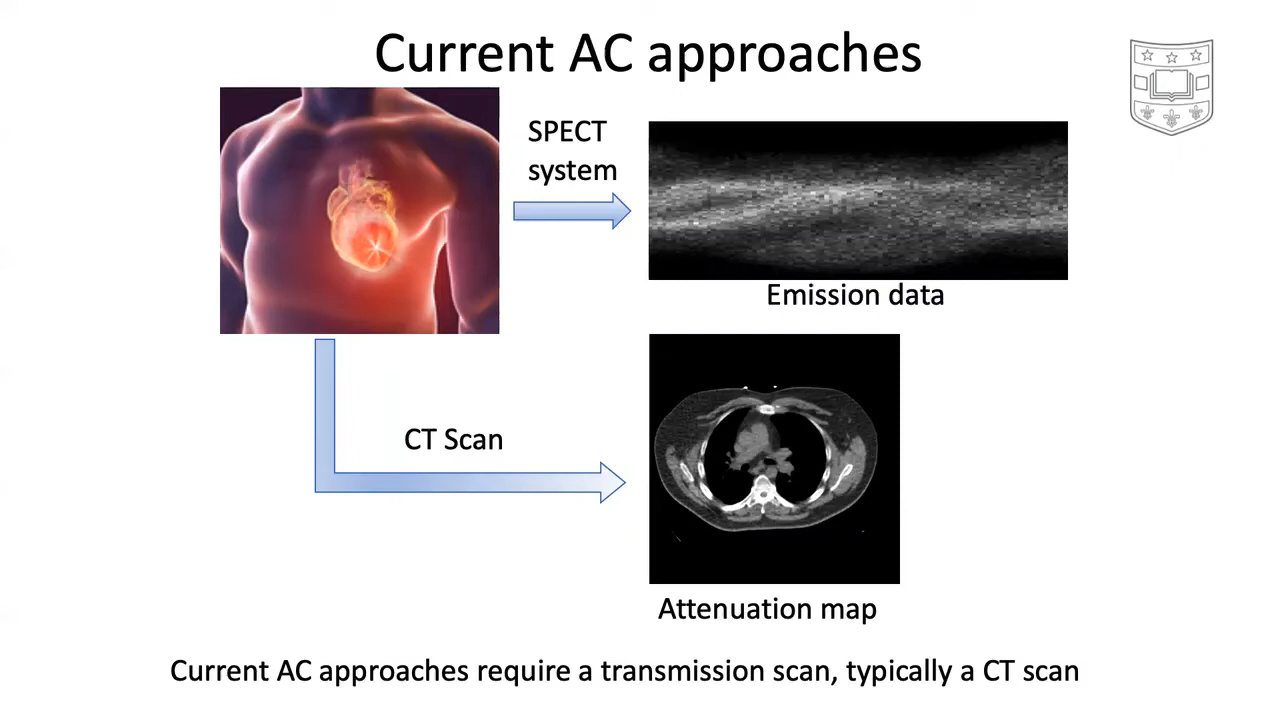 Current AC approaches
SPECT
system
Emission data
CT Scan
Attenuation map
Current AC approaches require a transmission scan, typically a CT scan